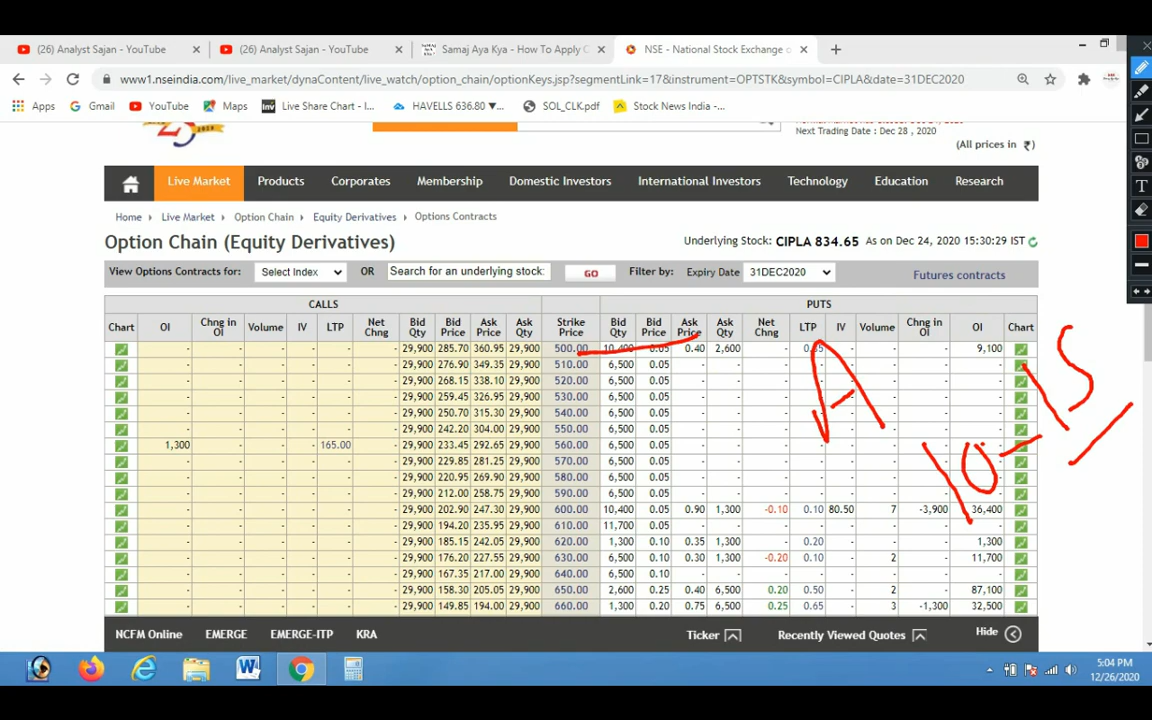 (26) Analyst Sajan - YouTube × (26) Analyst Sajan - YouTube × Samaj Aya Kya - How To Apply C × NSE - National Stock Exchange o × +
www1.nseindia.com/live_market/dynaContent/live_watch/option_chain/optionKeys.jsp?segmentLink=17&instrument=OPTSTK&symbol=CIPLA&date=31DEC2020
Apps Gmail YouTube Maps Live Share Chart - I... HAVELLS 636.80 ▼... SOL_CLK.pdf Stock News India -...
Next Trading Date : Dec 28 , 2020
(All prices in ₹)
Live Market Products Corporates Membership Domestic Investors International Investors Technology Education Research
Home › Live Market › Option Chain › Equity Derivatives › Options Contracts
Option Chain (Equity Derivatives) Underlying Stock: CIPLA 834.65 As on Dec 24, 2020 15:30:29 IST
View Options Contracts for: Select Index OR Search for an underlying stock: GO Filter by: Expiry Date 31DEC2020 Futures contracts
CALLS PUTS
Chart OI Chng in OI Volume IV LTP Net Chng Bid Qty Bid Price Ask Price Ask Qty Strike Price Bid Qty Bid Price Ask Price Ask Qty Net Chng LTP IV Volume Chng in OI OI Chart
- - - - - - 29,900 285.70 360.95 29,900 500.00 10,400 0.05 0.40 2,600 - - - - 9,100
- - - - - - 29,900 276.90 349.35 29,900 510.00 6,500 0.05 - - - - - - - -
- - - - - - 29,900 268.15 338.10 29,900 520.00 6,500 0.05 - - - - - - - -
- - - - - - 29,900 259.45 326.95 29,900 530.00 6,500 0.05 - - - - - - - -
- - - - - - 29,900 250.70 315.30 29,900 540.00 6,500 0.05 - - - - - - - -
- - - - - - 29,900 242.20 304.00 29,900 550.00 6,500 0.05 - - - - - - - -
1,300 - - - 165.00 - 29,900 233.45 292.65 29,900 560.00 6,500 0.05 - - - - - - - -
- - - - - - 29,900 229.85 281.25 29,900 570.00 6,500 0.05 - - - - - - - -
- - - - - - 29,900 220.95 269.90 29,900 580.00 6,500 0.05 - - - - - - - -
- - - - - - 29,900 212.00 258.75 29,900 590.00 6,500 0.05 - - - - - - - -
- - - - - - 29,900 202.90 247.30 29,900 600.00 10,400 0.05 0.90 1,300 -0.10 0.10 80.50 7 -3,900 36,400
- - - - - - 29,900 194.20 235.95 29,900 610.00 11,700 0.05 - - - - - - - -
- - - - - - 29,900 185.15 242.05 29,900 620.00 1,300 0.10 0.35 1,300 - 0.20 - - - 1,300
- - - - - - 29,900 176.20 227.55 29,900 630.00 6,500 0.10 0.30 1,300 -0.20 0.10 - 2 - 11,700
- - - - - - 29,900 167.35 217.00 29,900 640.00 6,500 0.10 - - - - - - - -
- - - - - - 29,900 158.30 205.05 29,900 650.00 2,600 0.25 0.40 2,600 0.20 0.50 - 2 - 87,100
- - - - - - 29,900 149.85 194.00 29,900 660.00 1,300 0.20 0.75 6,500 0.25 0.65 - 3 -1,300 32,500
A
10-15
NCFM Online EMERGE EMERGE-ITP KRA Ticker Recently Viewed Quotes Hide
5:04 PM
12/26/2020